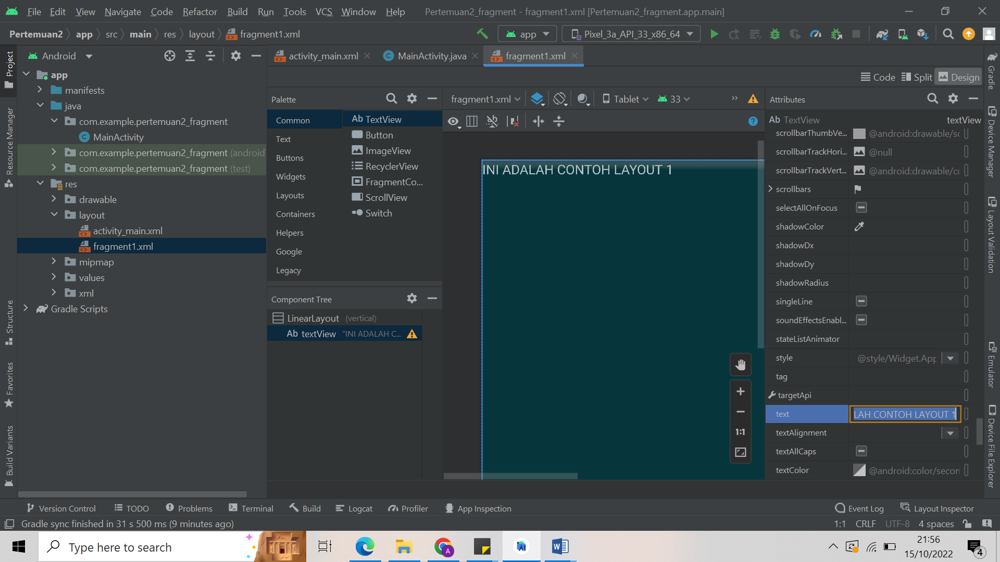 File Edit View Navigate Code Refactor Build Run Tools VCS Window Help Pertemuan2_fragment - fragment1.xml [Pertemuan2_fragment.app.main]
Pertemuan2 app src main res layout fragment1.xml app Pixel_3a_API_33_x86_64
Project
Resource Manager
Structure
Favorites
Build Variants
Android
app
manifests
java
com.example.pertemuan2_fragment
MainActivity
com.example.pertemuan2_fragment (android
com.example.pertemuan2_fragment (test)
res
drawable
layout
activity_main.xml
fragment1.xml
mipmap
values
xml
Gradle Scripts
activity_main.xml MainActivity.java fragment1.xml
Code Split Design
Palette
Common
Text
Buttons
Widgets
Layouts
Containers
Helpers
Google
Legacy
Ab TextView
Button
ImageView
RecyclerView
FragmentCo...
ScrollView
Switch
Component Tree
LinearLayout (vertical)
Ab textView "INI ADALAH C...
fragment1.xml Tablet 33 »
?
INI ADALAH CONTOH LAYOUT 1
1:1
Attributes
Ab TextView textView
scrollbarThumbVe... @android:drawable/sc
scrollbarTrackHori... @null
scrollbarTrackVert... @android:drawable/cc
scrollbars
selectAllOnFocus
shadowColor
shadowDx
shadowDy
shadowRadius
singleLine
soundEffectsEnabl...
stateListAnimator
style @style/Widget.App
tag
targetApi
text LAH CONTOH LAYOUT 1
textAlignment
textAllCaps
textColor @android:color/secon
Gradle
Device Manager
Layout Validation
Emulator
Device File Explorer
Version Control TODO Problems Terminal Build Logcat Profiler App Inspection Event Log Layout Inspector
Gradle sync finished in 31 s 500 ms (9 minutes ago) 1:1 CRLF UTF-8 4 spaces
Type here to search
A
W
21:56
15/10/2022
4